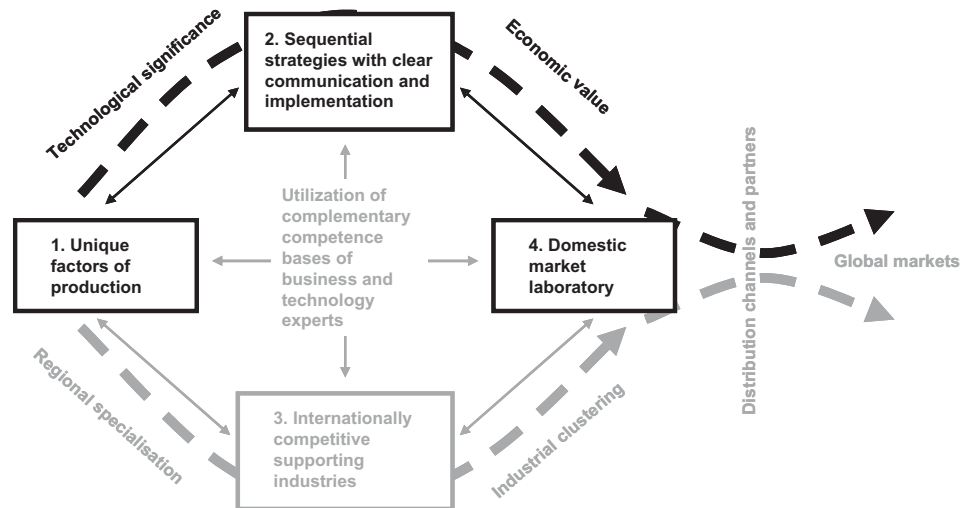 Technological significance
2. Sequential
strategies with clear
communication and
implementation
Economic value
Utilization of
complementary
competence
bases of
business and
technology
experts
1. Unique
factors of
production
4. Domestic
market
laboratory
Distribution channels and partners
Global markets
Regional specialisation
3. Internationally
competitive
supporting
industries
Industrial clustering